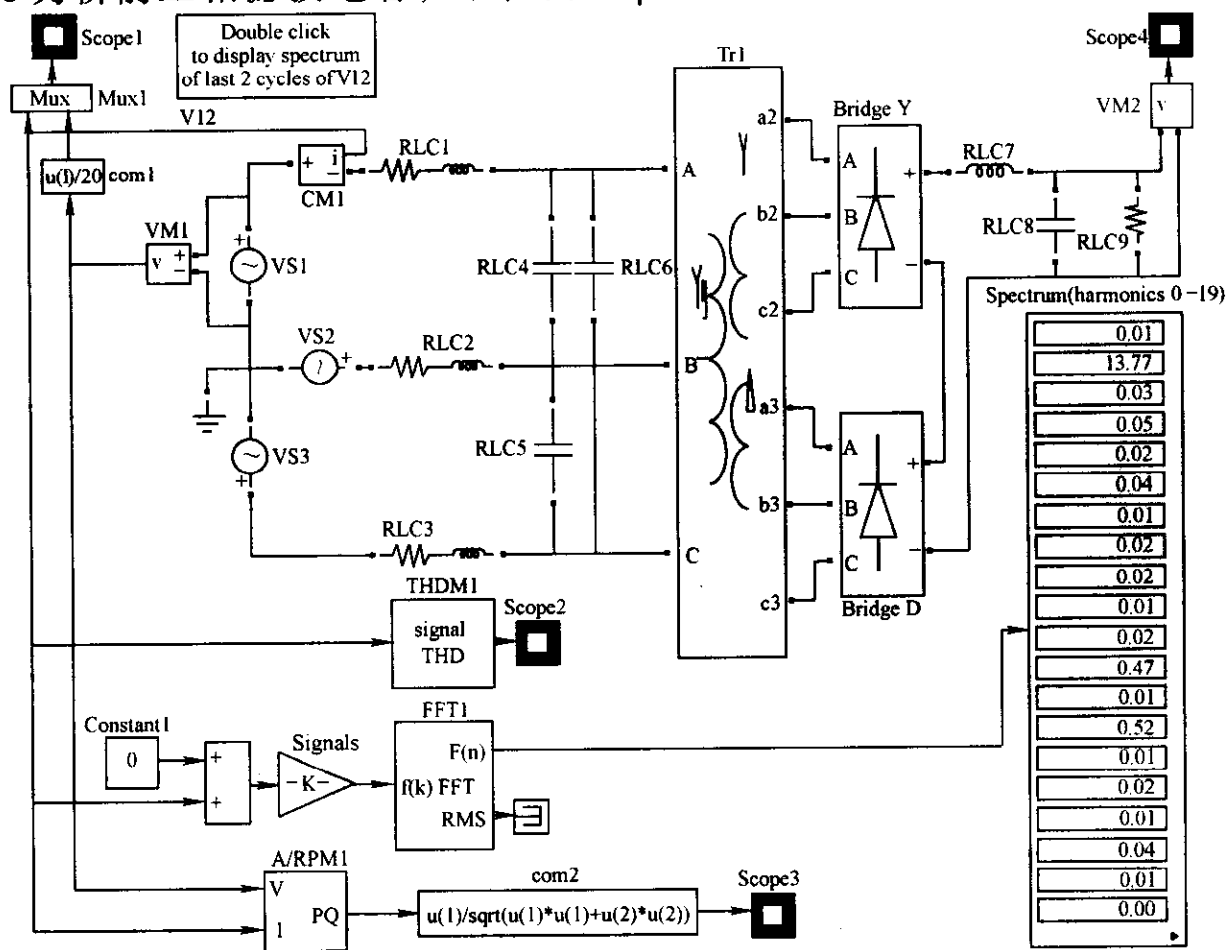 Scope1
Double click
to display spectrum
of last 2 cycles of V12
Scope4
Mux
Mux1
V12
Tr1
VM2
v
Bridge Y
a2
RLC7
u(1)/20
com1
+
i
−
CM1
RLC1
A
A
+
b2
B
RLC8
RLC9
VM1
v
+
−
+
VS1
RLC4
RLC6
Y
C
−
c2
Spectrum(harmonics 0−19)
VS2
+
RLC2
B
a3
A
+
RLC5
VS3
+
b3
B
RLC3
C
C
−
c3
Bridge D
THDM1
signal
THD
Scope2
Constant1
0
+
+
Signals
−K−
FFT1
F(n)
f(k) FFT
RMS
A/RPM1
V
I
PQ
com2
u(1)/sqrt(u(1)*u(1)+u(2)*u(2))
Scope3
0.01
13.77
0.03
0.05
0.02
0.04
0.01
0.02
0.02
0.01
0.02
0.47
0.01
0.52
0.01
0.02
0.01
0.04
0.01
0.00